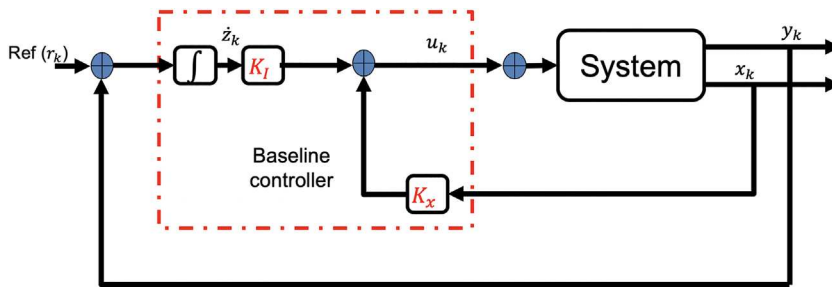 Ref (r_k)
∫
ż_k
K_I
u_k
System
y_k
x_k
Baseline
controller
K_x